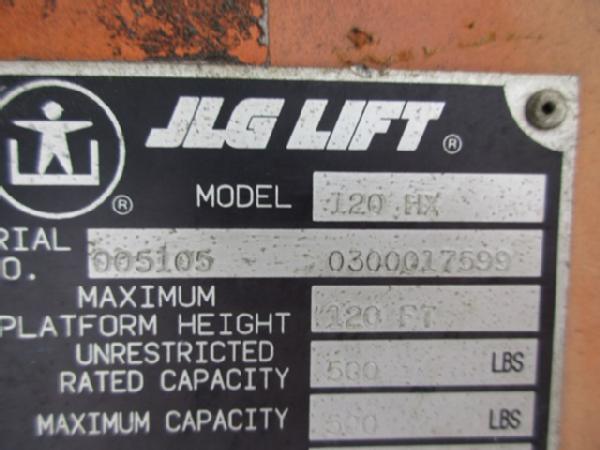 JLG LIFT ®
®
MODEL 120 HX
RIAL
O. 005105 0300017599
MAXIMUM
PLATFORM HEIGHT 120 FT
UNRESTRICTED
RATED CAPACITY 500 LBS
MAXIMUM CAPACITY 500 LBS